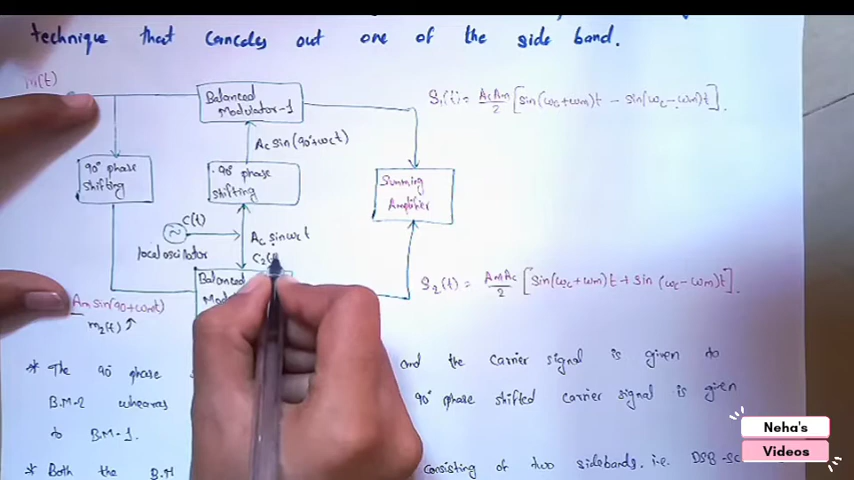 technique that cancles out one of the side band.
m(t)
Balanced
Modulator-1
S₁(t) = AcAm/2 [sin(ωc+ωm)t - sin(ωc-ωm)t].
Ac sin(90°+ωct)
90° phase
shifting
90° phase
shifting
Summing
Amplifier
c(t)
~
local oscillator
Ac sinωct
c₂(
Balanced
Am sin(90+ωmt)
m₂(t)
S₂(t) = AmAc/2 [sin(ωc+ωm)t + sin(ωc-ωm)t].
* The 90 phase and the carrier signal is given to
B.M-2 whearas 90° phase shifted carrier signal is given
to B.M-1.
* Both the B.M consisting of two sidebands. i.e. DSB-SC
Neha's
Videos